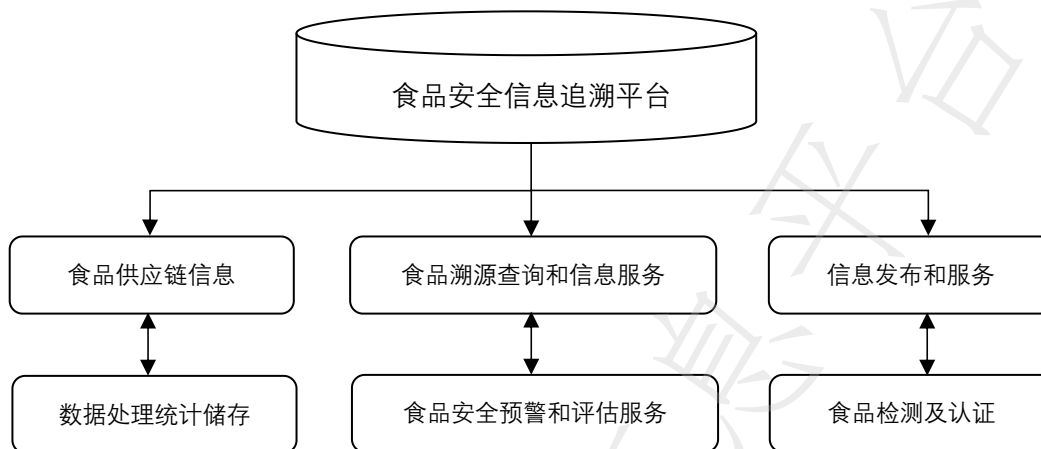 食品安全信息追溯平台
食品供应链信息
食品溯源查询和信息服务
信息发布和服务
数据处理统计储存
食品安全预警和评估服务
食品检测及认证